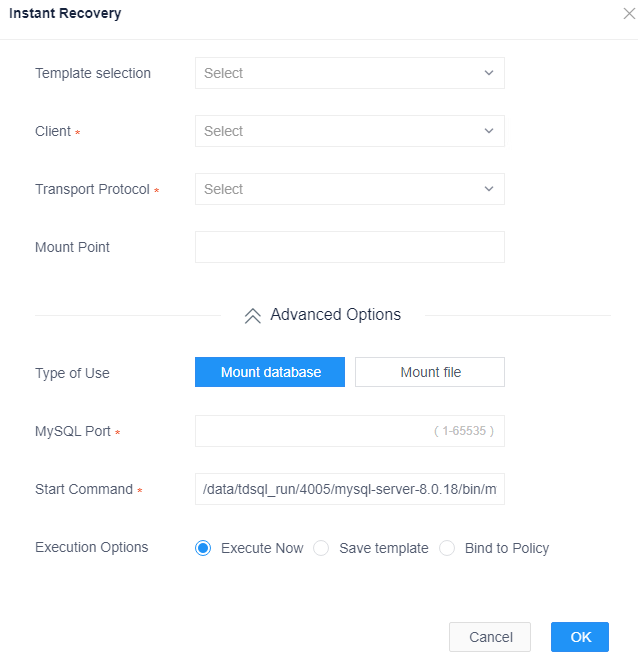 Instant Recovery
Template selection Select
Client * Select
Transport Protocol * Select
Mount Point
Advanced Options
Type of Use Mount database Mount file
MySQL Port * ( 1-65535 )
Start Command * /data/tdsql_run/4005/mysql-server-8.0.18/bin/m
Execution Options Execute Now Save template Bind to Policy
Cancel OK